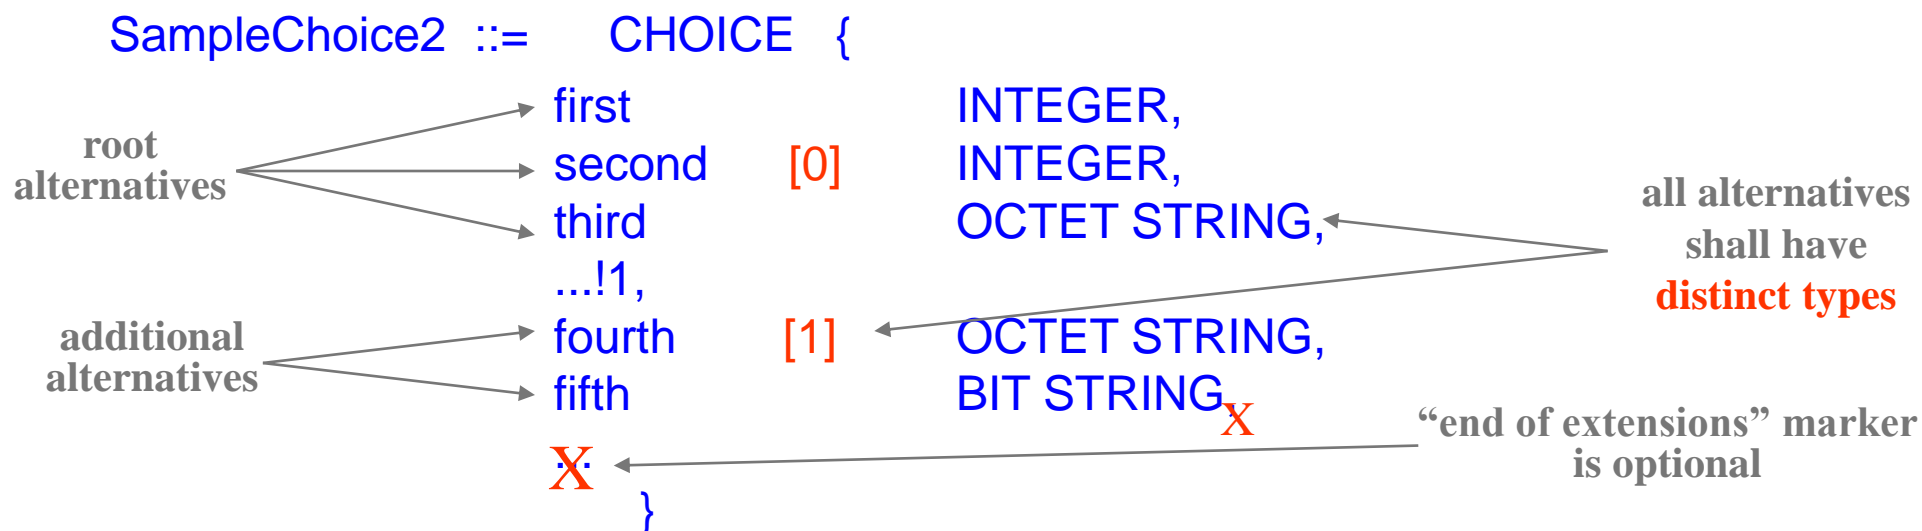 SampleChoice2 ::= CHOICE {
first INTEGER,
root
alternatives
second [0] INTEGER,
third OCTET STRING,
all alternatives
shall have
distinct types
...!1,
additional
alternatives
fourth [1] OCTET STRING,
fifth BIT STRING,
X
X
...
“end of extensions” marker
is optional
}